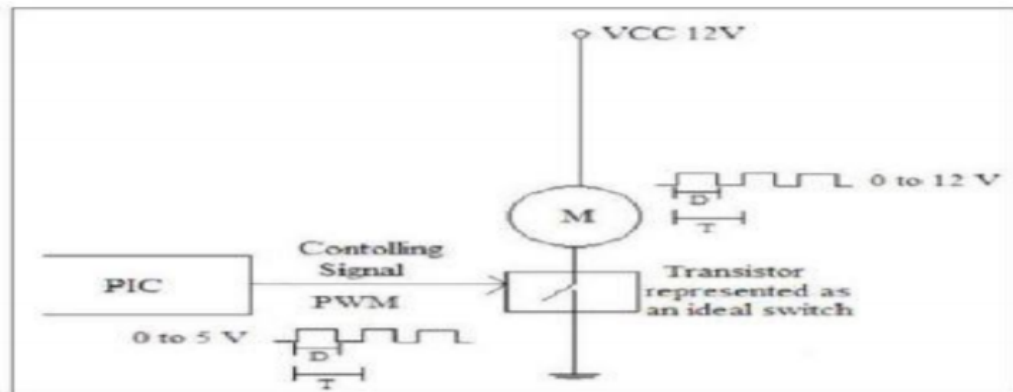 VCC 12V
0 to 12 V
D
T
M
Contolling
Signal
PIC
PWM
Transistor
represented as
an ideal switch
0 to 5 V
D
T